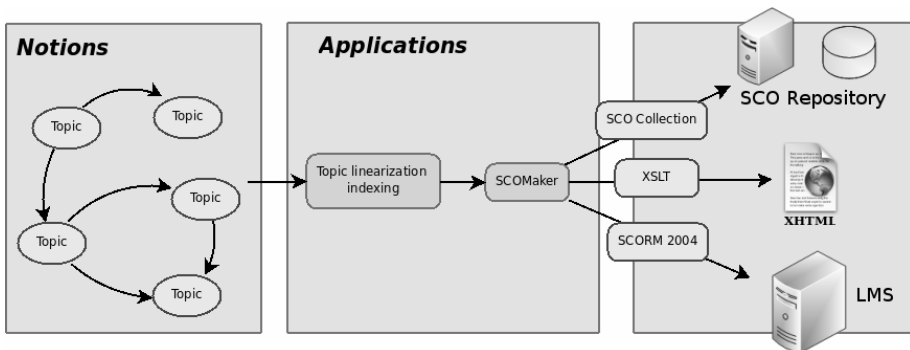 Notions
Topic
Topic
Topic
Topic
Topic
Applications
Topic linearization
indexing
SCOMaker
SCO Collection
XSLT
SCORM 2004
SCO Repository
XHTML
LMS